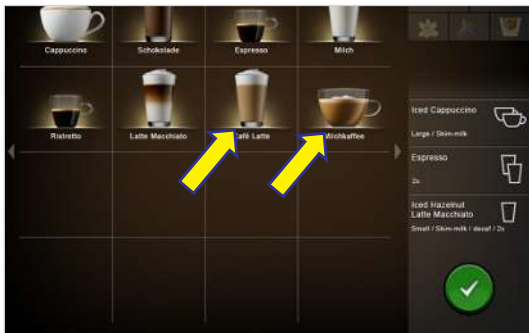 Cappuccino
Schokolade
Espresso
Milch
Ristretto
Latte Macchiato
Café Latte
Milchkaffee
Iced Cappuccino
Large / Skim-milk
Espresso
2x
Iced Hazelnut
Latte Macchiato
Small / Skim-milk / decaf / 2x